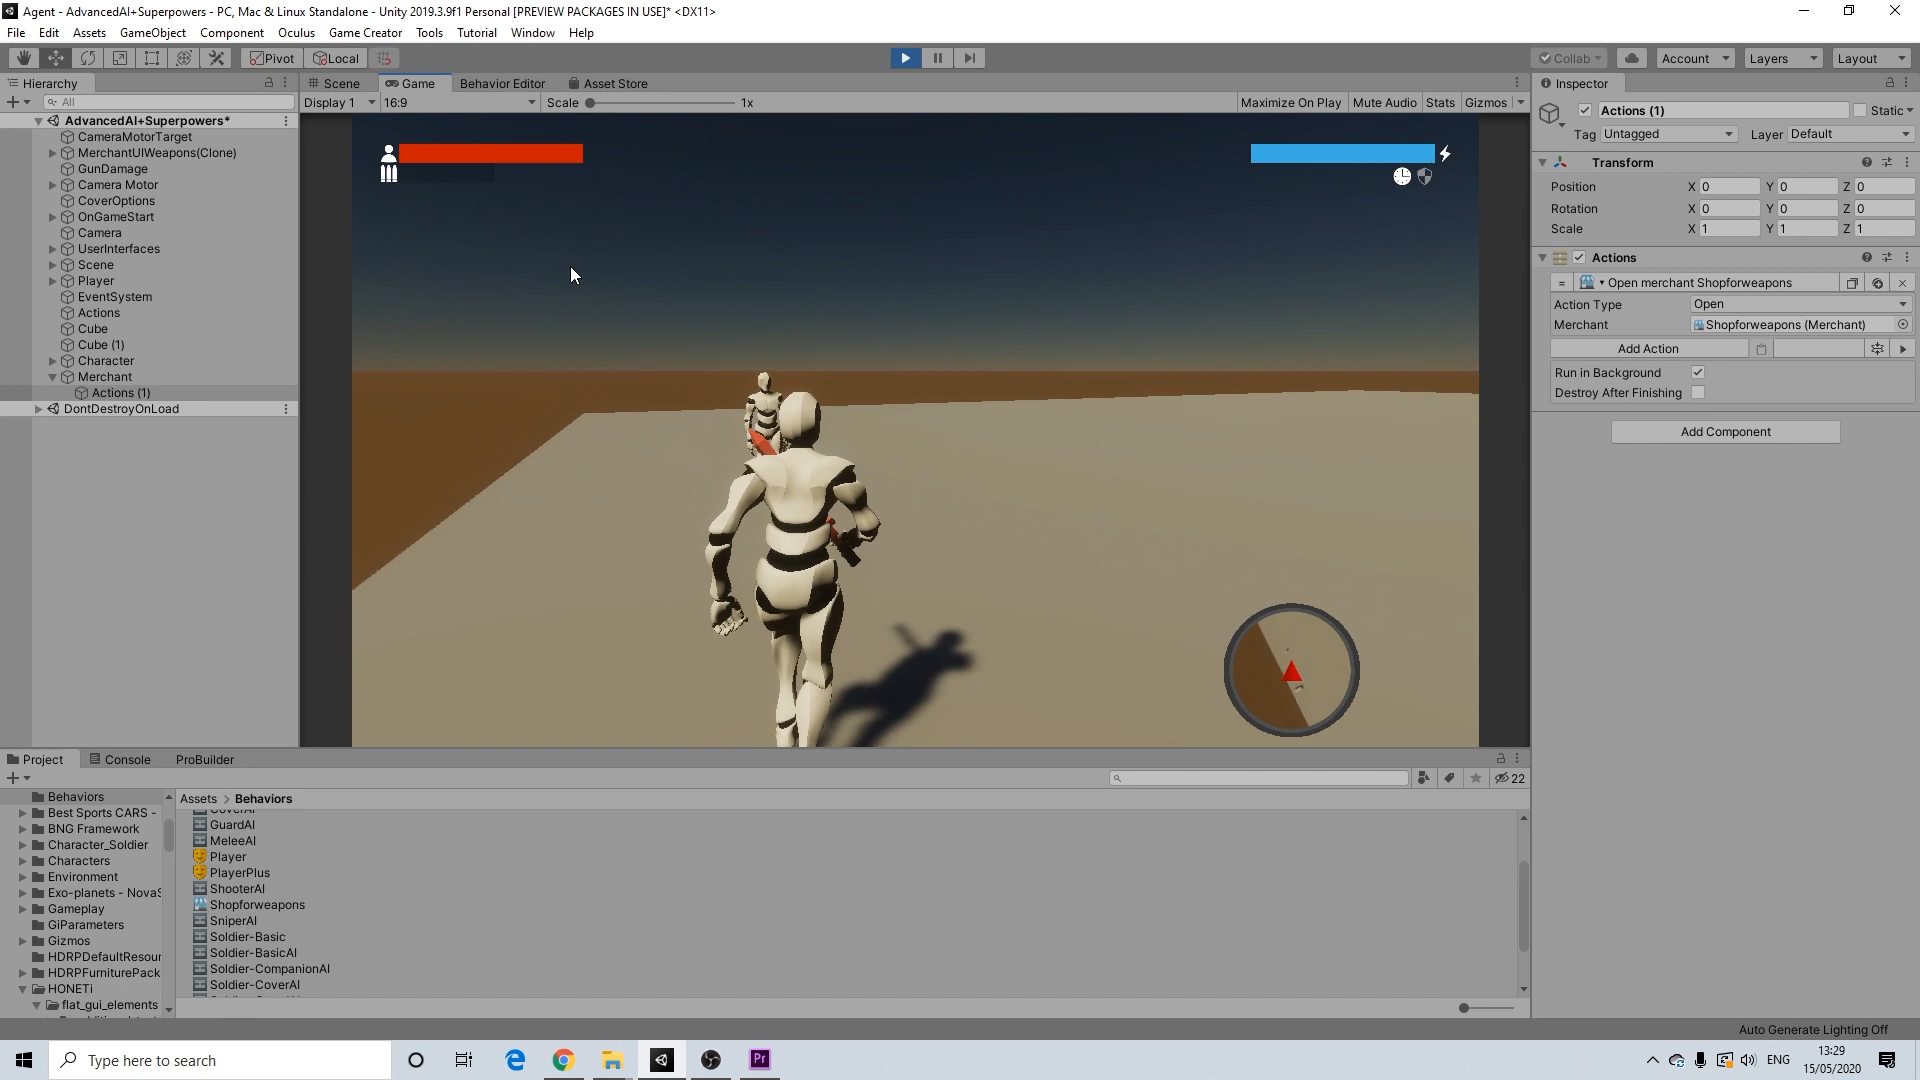 Agent - AdvancedAI+Superpowers - PC, Mac & Linux Standalone - Unity 2019.3.9f1 Personal [PREVIEW PACKAGES IN USE]* <DX11>
File Edit Assets GameObject Component Oculus Game Creator Tools Tutorial Window Help
Pivot Local Collab Account Layers Layout
Hierarchy Scene Game Behavior Editor Asset Store Inspector
All Display 1 16:9 Scale 1x Maximize On Play Mute Audio Stats Gizmos
AdvancedAI+Superpowers*
CameraMotorTarget
MerchantUIWeapons(Clone)
GunDamage
Camera Motor
CoverOptions
OnGameStart
Camera
UserInterfaces
Scene
Player
EventSystem
Actions
Cube
Cube (1)
Character
Merchant
Actions (1)
DontDestroyOnLoad
Actions (1) Static
Tag Untagged Layer Default
Transform
Position X 0 Y 0 Z 0
Rotation X 0 Y 0 Z 0
Scale X 1 Y 1 Z 1
Actions
= Open merchant Shopforweapons
Action Type Open
Merchant Shopforweapons (Merchant)
Add Action
Run in Background
Destroy After Finishing
Add Component
Project Console ProBuilder
22
Behaviors
Best Sports CARS -
BNG Framework
Character_Soldier
Characters
Environment
Exo-planets - NovaS
Gameplay
GiParameters
Gizmos
HDRPDefaultResour
HDRPFurniturePack
HONETi
flat_gui_elements
Assets > Behaviors
CoverAI
GuardAI
MeleeAI
Player
PlayerPlus
ShooterAI
Shopforweapons
SniperAI
Soldier-Basic
Soldier-BasicAI
Soldier-CompanionAI
Soldier-CoverAI
Auto Generate Lighting Off
Type here to search
Pr
ENG
13:29
15/05/2020